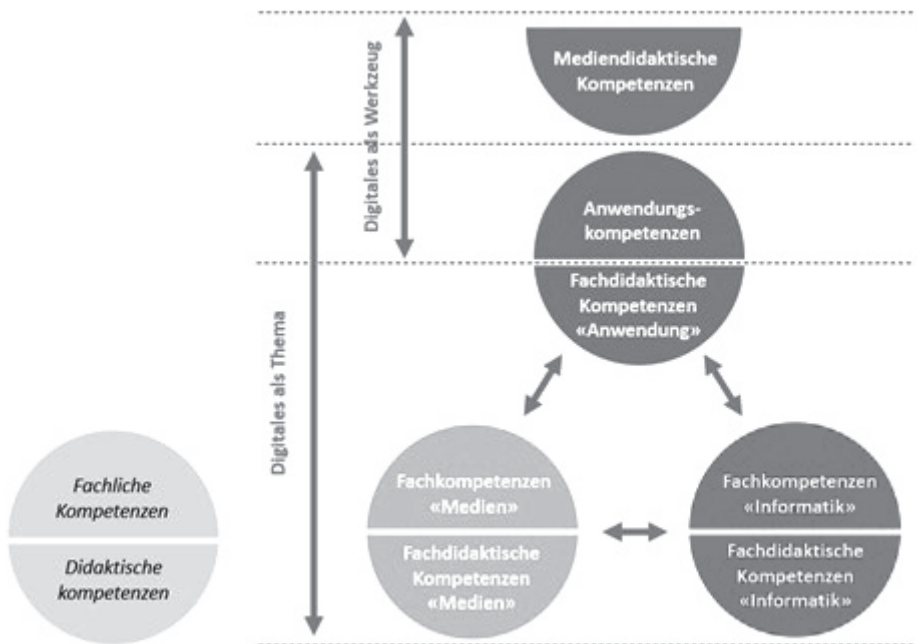 Digitales als Werkzeug
Mediendidaktische
Kompetenzen
Digitales als Thema
Anwendungs-
kompetenzen
Fachdidaktische
Kompetenzen
«Anwendung»
Fachliche
Kompetenzen
Didaktische
kompetenzen
Fachkompetenzen
«Medien»
Fachdidaktische
Kompetenzen
«Medien»
Fachkompetenzen
«Informatik»
Fachdidaktische
Kompetenzen
«Informatik»